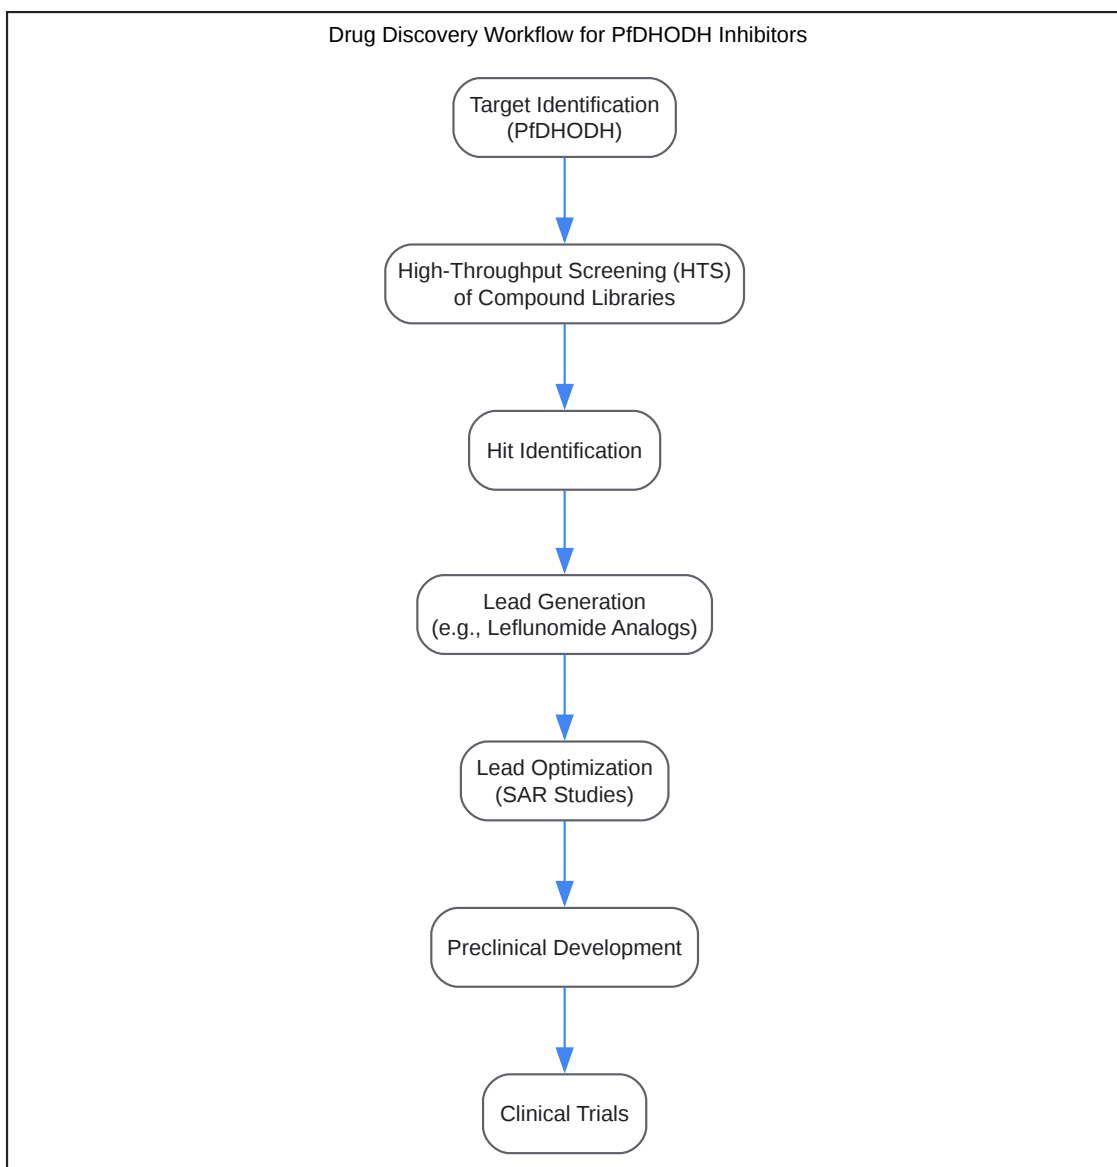 Drug Discovery Workflow for PfDHODH Inhibitors
Target Identification
(PfDHODH)
High-Throughput Screening (HTS)
of Compound Libraries
Hit Identification
Lead Generation
(e.g., Leflunomide Analogs)
Lead Optimization
(SAR Studies)
Preclinical Development
Clinical Trials